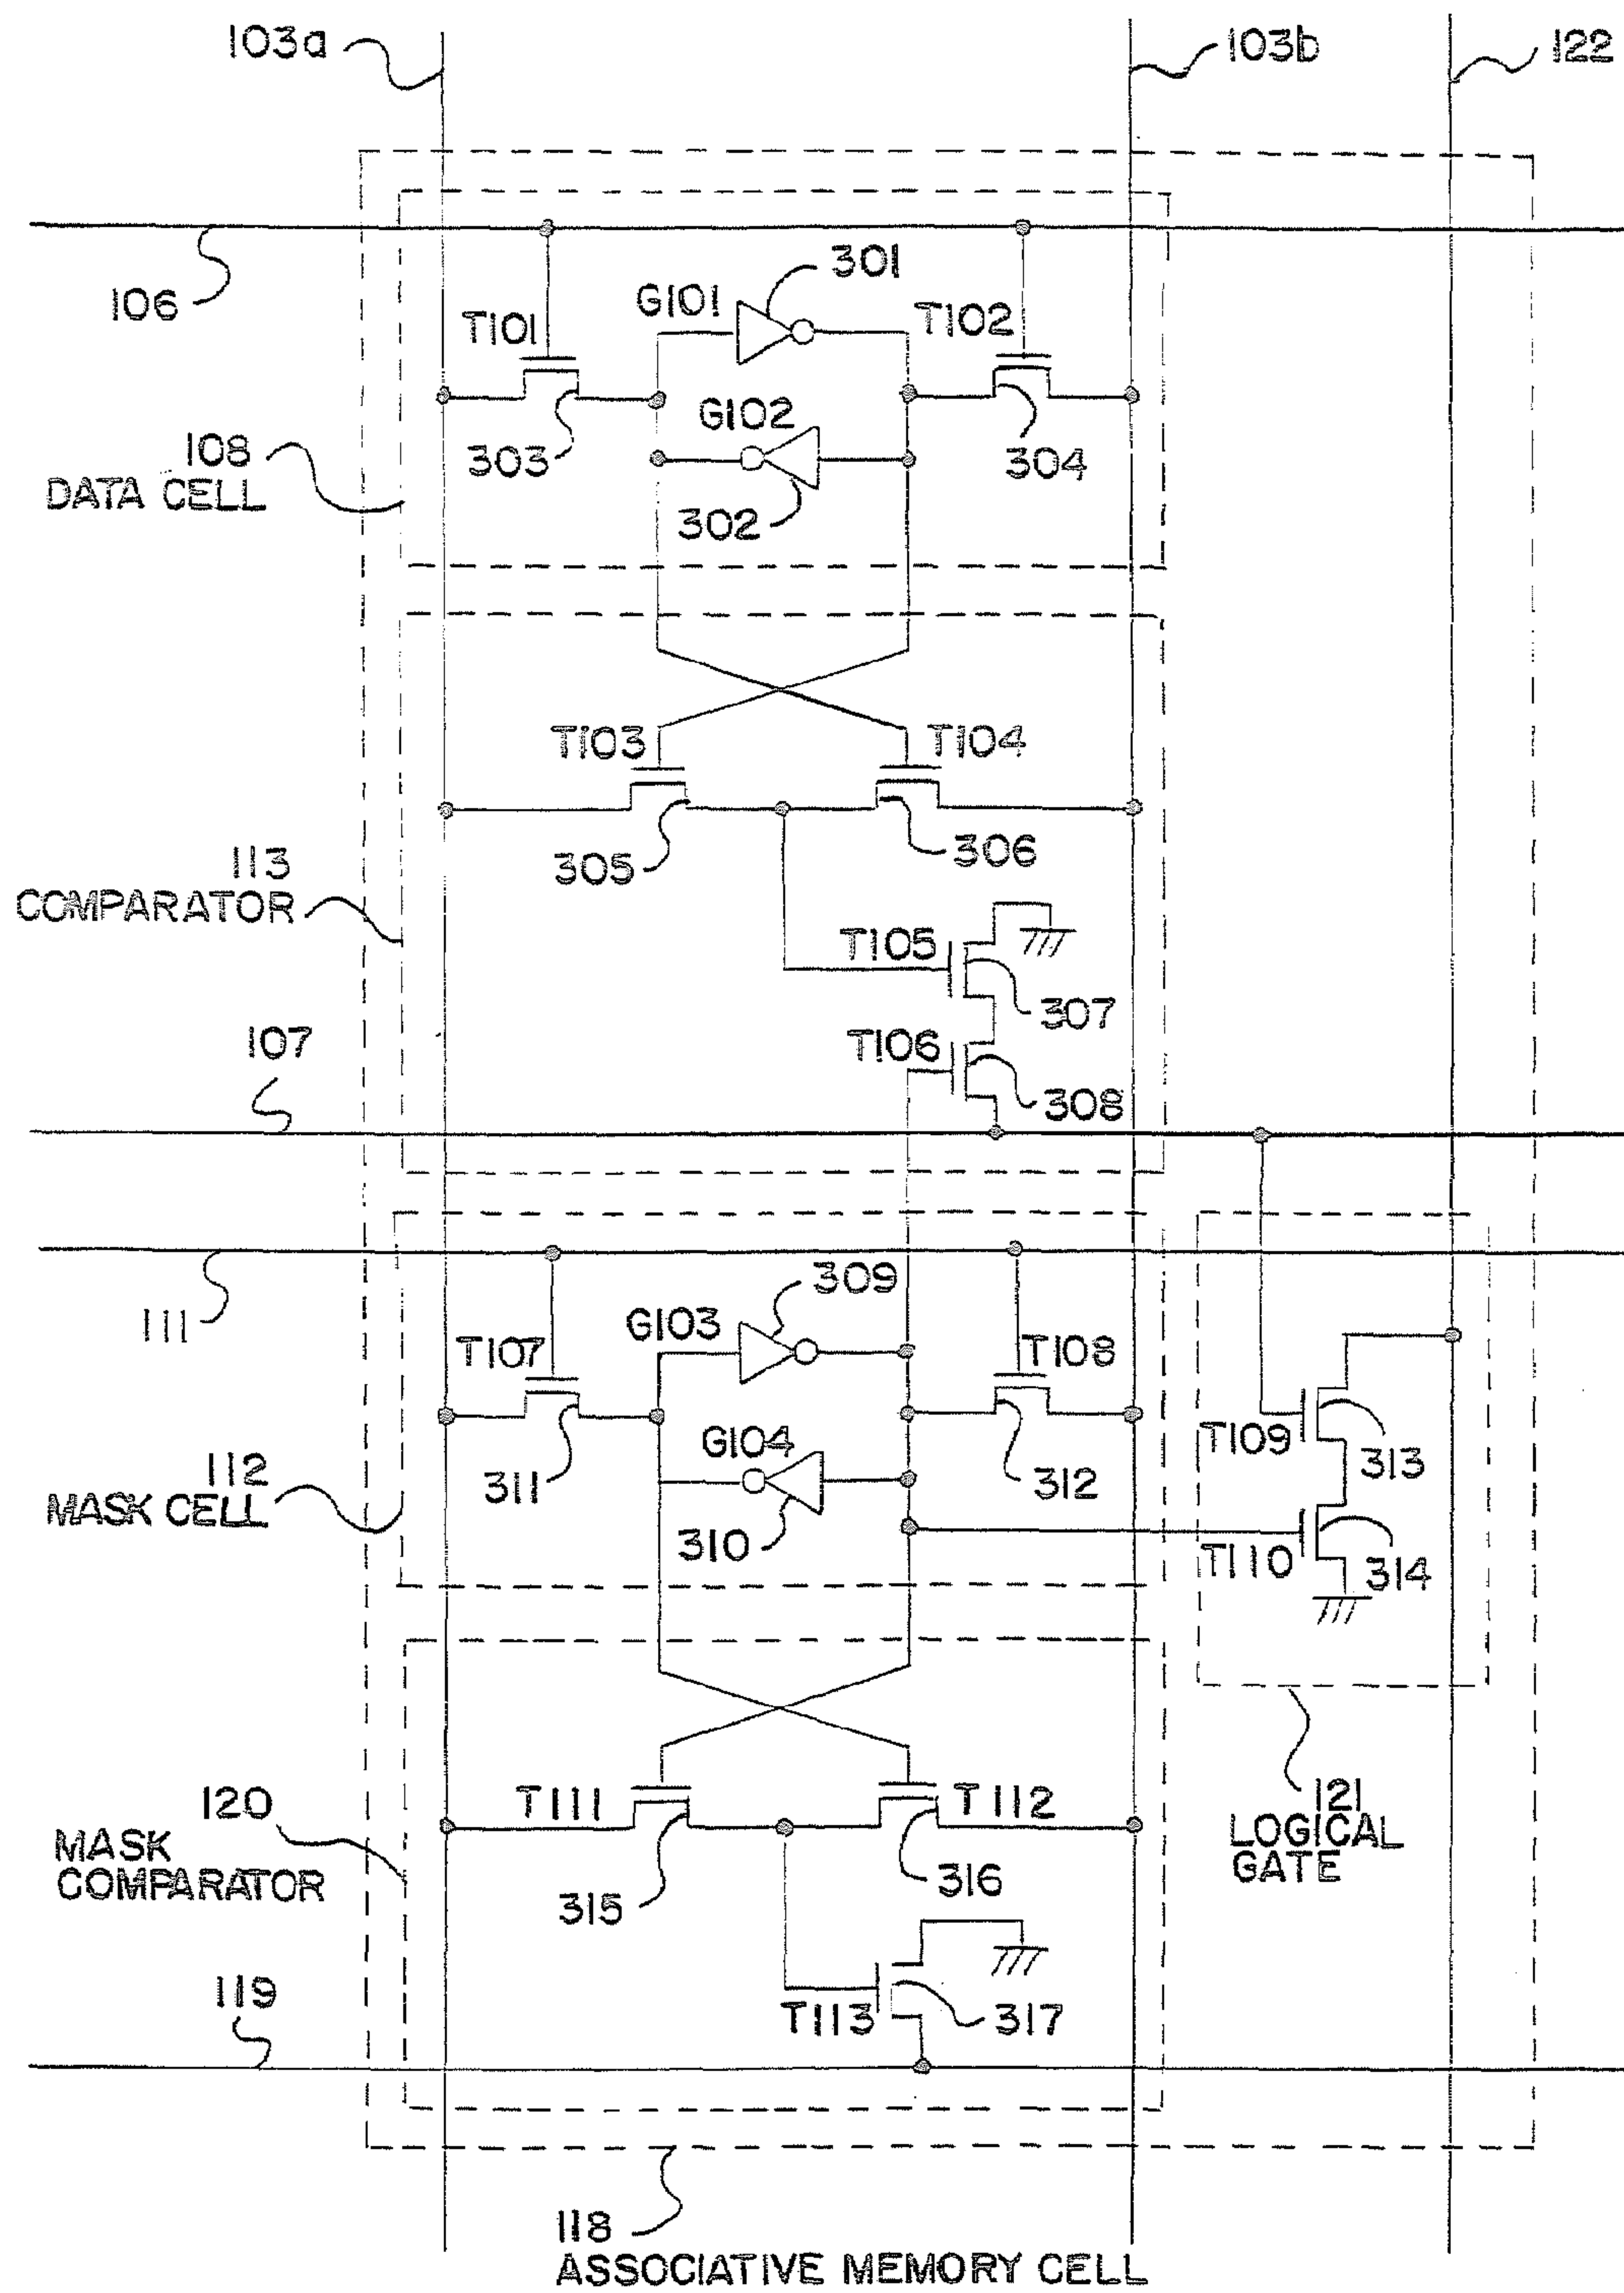 103a
103b
122
106
T101
G101
301
T102
G102
303
304
302
108
DATA CELL
T103
T104
305
306
113
COMPARATOR
T105
307
107
T106
308
111
309
G103
T107
T108
G104
T109
313
311
312
112
MASK CELL
310
T110
314
120
MASK
COMPARATOR
T111
T112
315
316
121
LOGICAL
GATE
119
T113
317
118
ASSOCIATIVE MEMORY CELL